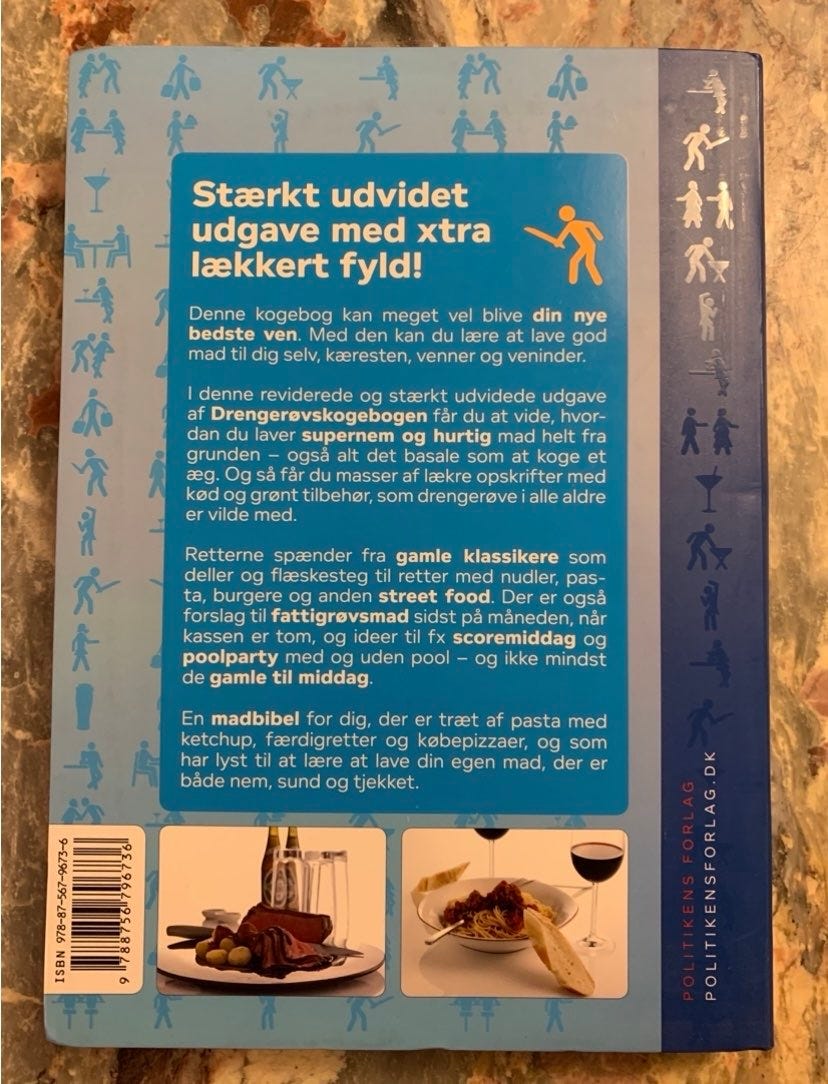 Stærkt udvidet
udgave med xtra
lækkert fyld!
Denne kogebog kan meget vel blive din nye
bedste ven. Med den kan du lære at lave god
mad til dig selv, kæresten, venner og veninder.
I denne reviderede og stærkt udvidede udgave
af Drengerøvskogebogen får du at vide, hvor-
dan du laver supernem og hurtig mad helt fra
grunden – også alt det basale som at koge et
æg. Og så får du masser af lækre opskrifter med
kød og grønt tilbehør, som drengerøve i alle aldre
er vilde med.
Retterne spænder fra gamle klassikere som
deller og flæskesteg til retter med nudler, pas-
ta, burgere og anden street food. Der er også
forslag til fattigrøvsmad sidst på måneden, når
kassen er tom, og ideer til fx scoremiddag og
poolparty med og uden pool – og ikke mindst
de gamle til middag.
En madbibel for dig, der er træt af pasta med
ketchup, færdigretter og købepizzaer, og som
har lyst til at lære at lave din egen mad, der er
både nem, sund og tjekket.
ISBN 978-87-567-9673-6
9 788756 796736
POLITIKENS FORLAG
POLITIKENSFORLAG.DK